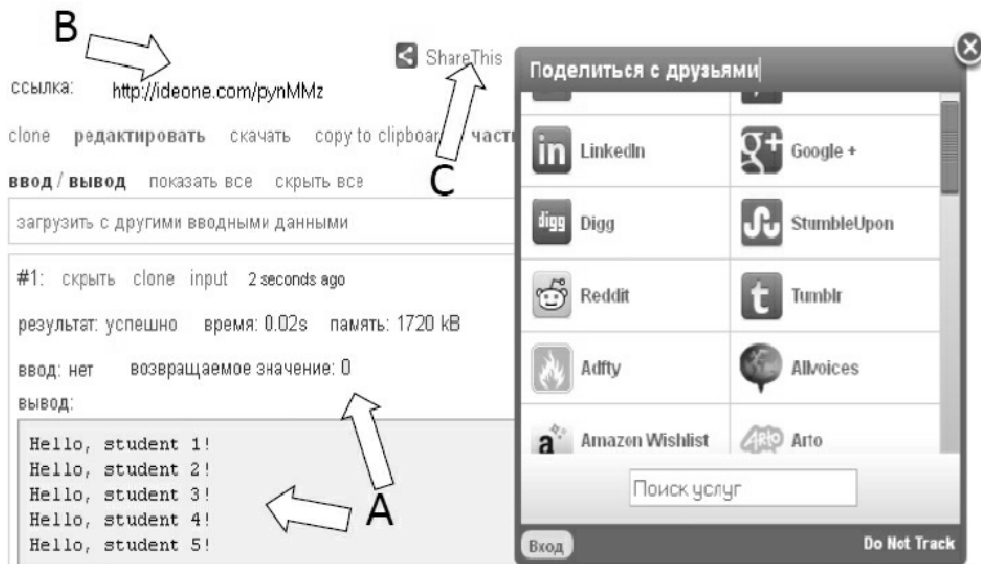 B
ShareThis
ссылка: http://ideone.com/pynMMz
clone редактировать скачать copy to clipboard части
C
ввод / вывод показать все скрыть все
загрузить с другими вводными данными
#1: скрыть clone input 2 seconds ago
результат: успешно время: 0.02s память: 1720 kB
ввод: нет возвращаемое значение: 0
вывод:
Hello, student 1!
Hello, student 2!
Hello, student 3!
Hello, student 4!
Hello, student 5!
A
Поделиться с друзьями
LinkedIn Google +
Digg StumbleUpon
Reddit Tumblr
Adfty Allvoices
Amazon Wishlist Arto
Поиск услуг
Вход Do Not Track